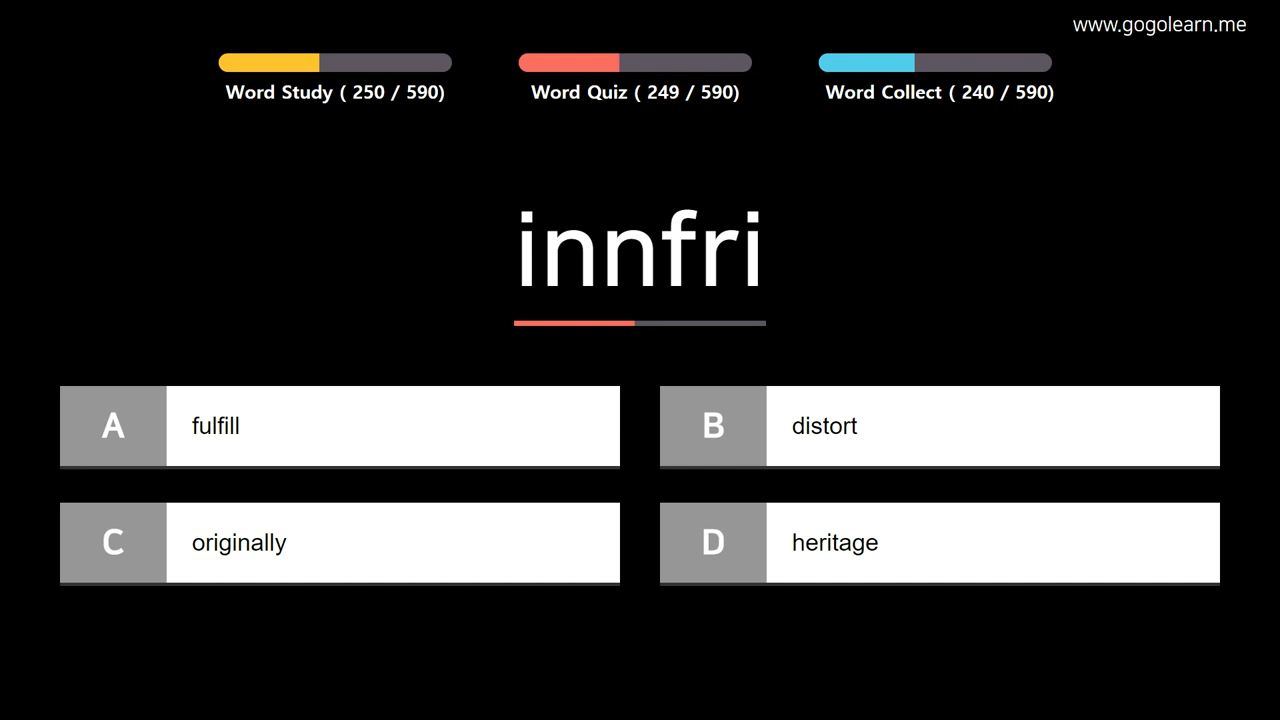 www.gogolearn.me
Word Study ( 250 / 590)
Word Quiz ( 249 / 590)
Word Collect ( 240 / 590)
innfri
A fulfill
B distort
C originally
D heritage